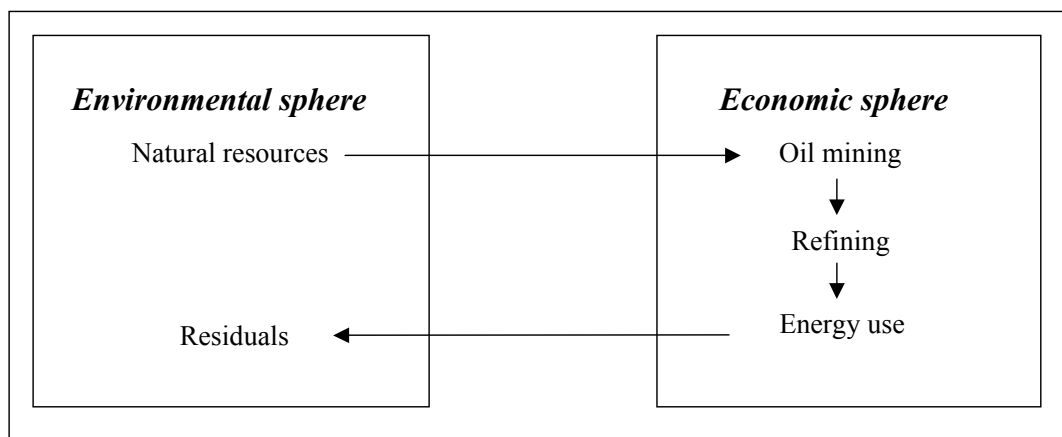 Environmental sphere
Natural resources
Residuals
Economic sphere
Oil mining
Refining
Energy use